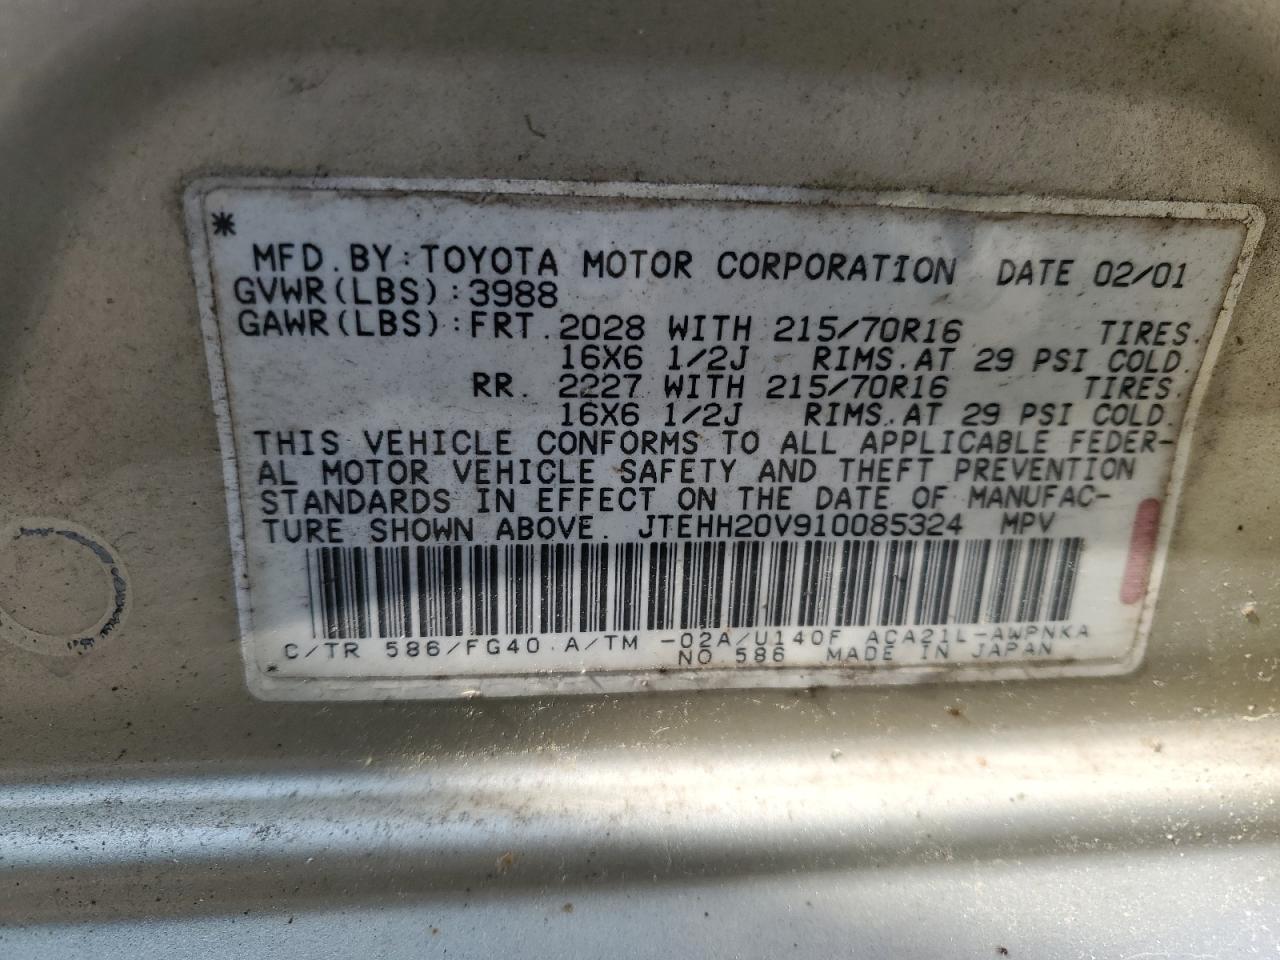 *
MFD. BY: TOYOTA MOTOR CORPORATION DATE 02/01
GVWR(LBS):3988
GAWR(LBS):FRT. 2028 WITH 215/70R16 TIRES.
16X6 1/2J RIMS. AT 29 PSI COLD.
RR. 2227 WITH 215/70R16 TIRES.
16X6 1/2J RIMS. AT 29 PSI COLD.
THIS VEHICLE CONFORMS TO ALL APPLICABLE FEDER-
AL MOTOR VEHICLE SAFETY AND THEFT PREVENTION
STANDARDS IN EFFECT ON THE DATE OF MANUFAC-
TURE SHOWN ABOVE. JTEHH20V910085324 MPV
C/TR 586/FG40 A/TM -02A/U140F ACA21L-AWPNKA
* NO.586 MADE IN JAPAN